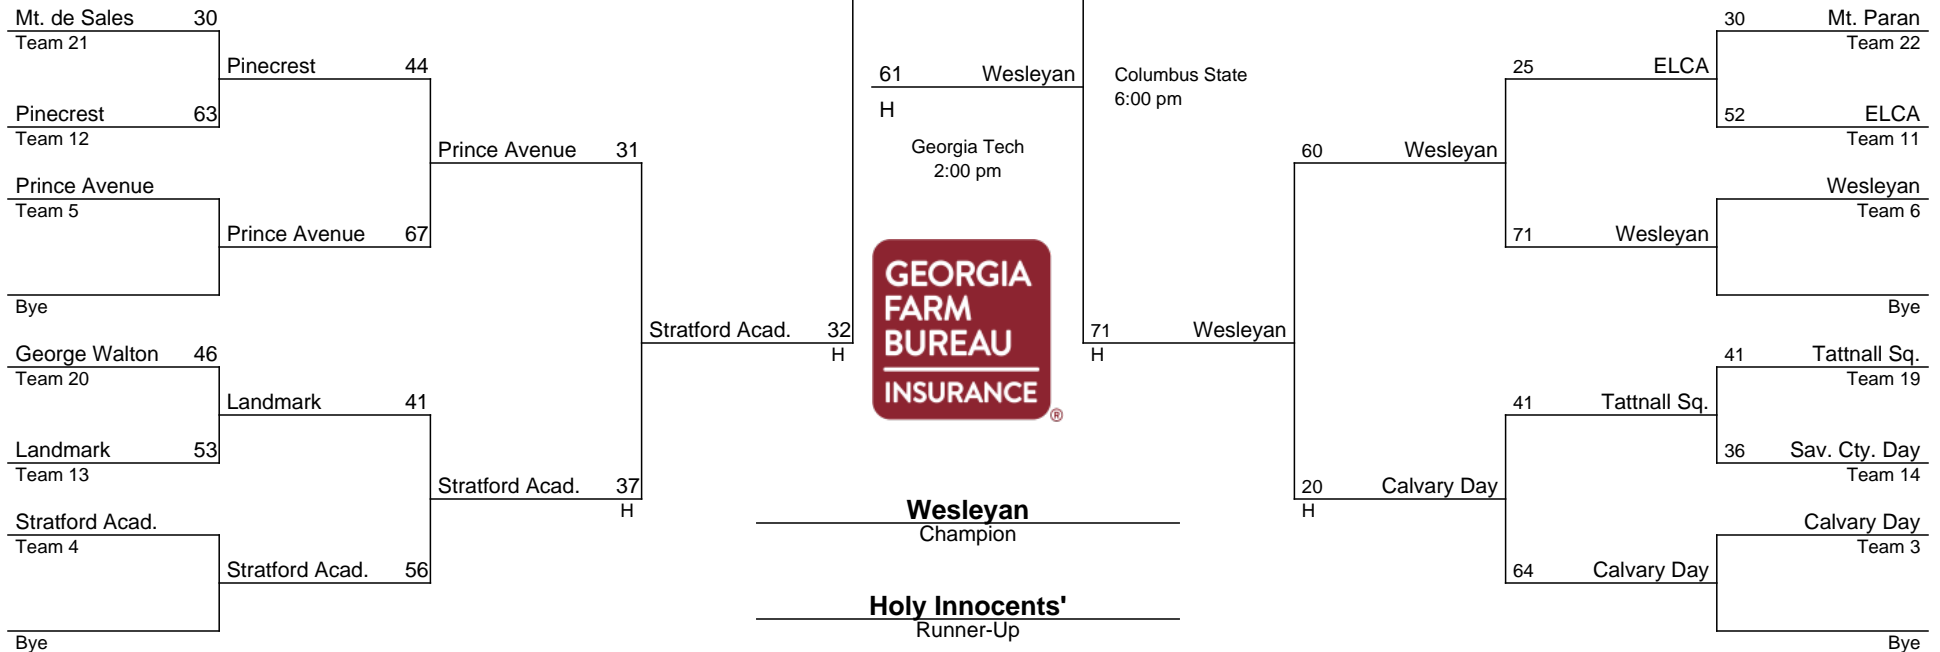 Mt. de Sales 30
Team 21
Pinecrest 44
Pinecrest 63
Team 12
Prince Avenue 31
Prince Avenue
Team 5
Prince Avenue 67
Bye
Stratford Acad. 32
H
George Walton 46
Team 20
Landmark 41
Landmark 53
Team 13
Stratford Acad. 37
H
Stratford Acad.
Team 4
Stratford Acad. 56
Bye
61 Wesleyan
H
Georgia Tech
2:00 pm
Columbus State
6:00 pm
GEORGIA
FARM
BUREAU
INSURANCE
®
Wesleyan
Champion
Holy Innocents'
Runner-Up
30 Mt. Paran
Team 22
25 ELCA
52 ELCA
Team 11
60 Wesleyan
Wesleyan
Team 6
71 Wesleyan
Bye
71 Wesleyan
H
41 Tattnall Sq.
Team 19
41 Tattnall Sq.
36 Sav. Cty. Day
Team 14
20 Calvary Day
H
Calvary Day
Team 3
64 Calvary Day
Bye